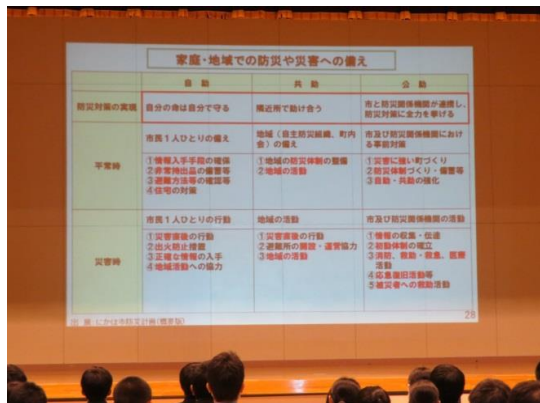 家庭・地域での防災や災害への備え
自助 共助 公助
防災対策の実現 自分の命は自分で守る 隣近所で助け合う 市と防災関係機関が連携し、
防災対策に全力を挙げる
平常時 市民1人ひとりの備え 地域(自主防災組織、町内
会)の備え 市及び防災関係機関におけ
る事前対策
①情報入手手段の確保
②非常持出品の備蓄等
③避難方法等の確認等
④住宅の対策
①地域の防災体制の整備
②地域の活動
①災害に強い町づくり
②防災体制づくり・備蓄等
③自助・共助の強化
災害時 市民1人ひとりの行動 地域の活動 市及び防災関係機関の活動
①災害直後の行動
②出火防止措置
③正確な情報の入手
④地域活動への協力
①災害直後の行動
②避難所の開設・運営協力
③地域の活動
①情報の収集・伝達
②初動体制の確立
③消防、救助・救急、医療
活動
④応急復旧活動等
⑤被災者への救助活動
にかほ市防災計画(概要版)
28